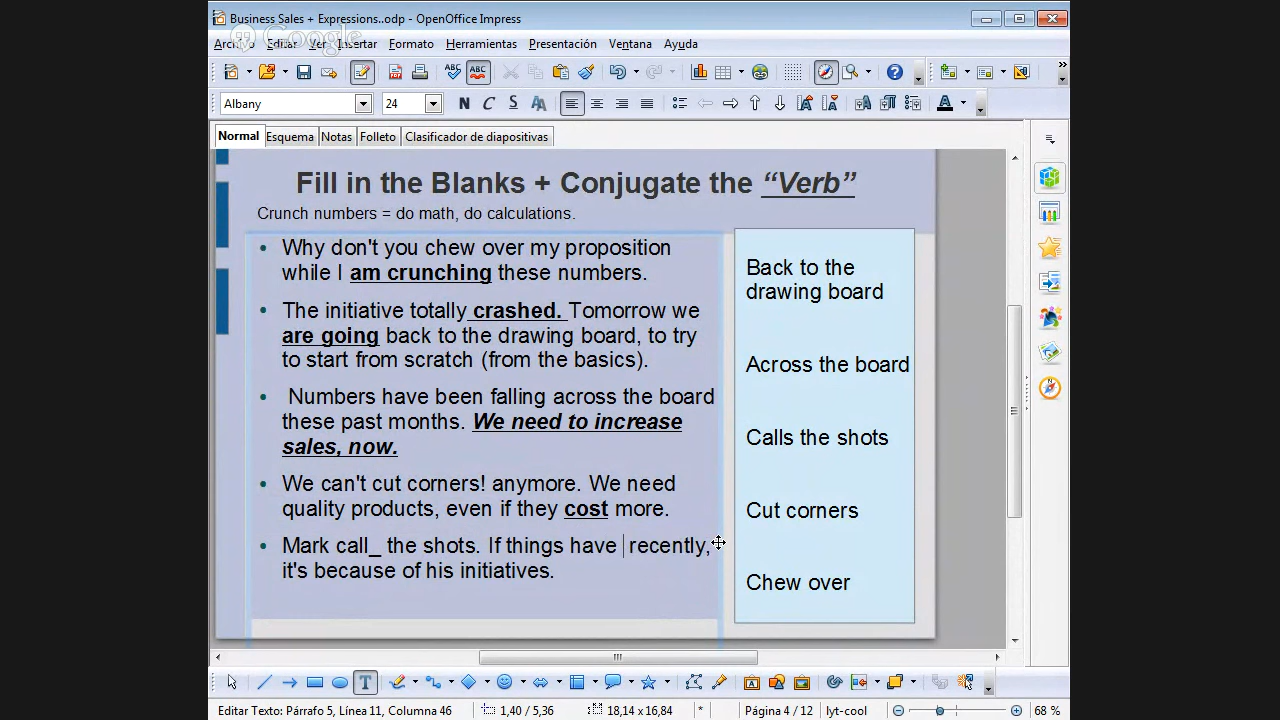 Business Sales + Expressions..odp - OpenOffice Impress
Google
Archivo Editar Ver Insertar Formato Herramientas Presentación Ventana Ayuda
Albany 24 N C S
Normal Esquema Notas Folleto Clasificador de diapositivas
Fill in the Blanks + Conjugate the “Verb”
Crunch numbers = do math, do calculations.
Why don't you chew over my proposition
while I am crunching these numbers.
The initiative totally crashed. Tomorrow we
are going back to the drawing board, to try
to start from scratch (from the basics).
Numbers have been falling across the board
these past months. We need to increase
sales, now.
We can't cut corners! anymore. We need
quality products, even if they cost more.
Mark call_ the shots. If things have recently,
it's because of his initiatives.
Back to the
drawing board
Across the board
Calls the shots
Cut corners
Chew over
Editar Texto: Párrafo 5, Línea 11, Columna 46 1,40 / 5,36 18,14 x 16,84 * Página 4 / 12 lyt-cool 68 %